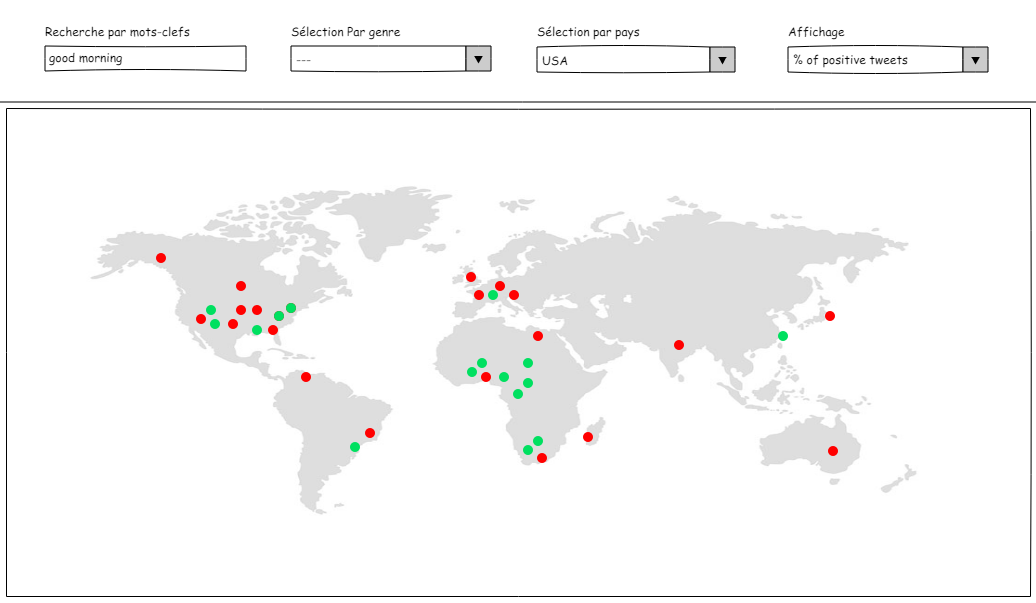 Recherche par mots-clefs
Sélection Par genre
Sélection par pays
Affichage
good morning
---
USA
% of positive tweets